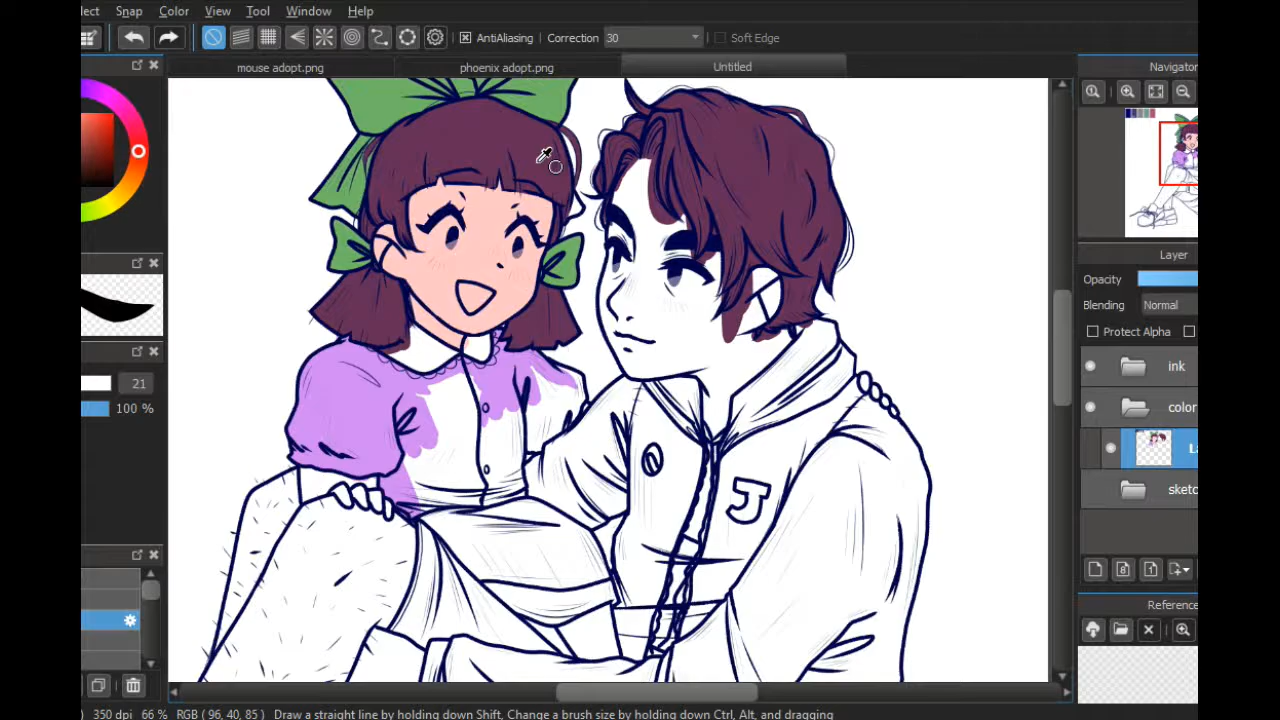 ect Snap Color View Tool Window Help
AntiAliasing Correction 30 Soft Edge
mouse adopt.png phoenix adopt.png Untitled
Navigator
21
100 %
J
Layer
Opacity
Blending Normal
Protect Alpha
ink
color
La
sketc
Reference
) 350 dpi 66 % RGB ( 96, 40, 85 ) Draw a straight line by holding down Shift, Change a brush size by holding down Ctrl, Alt, and dragging